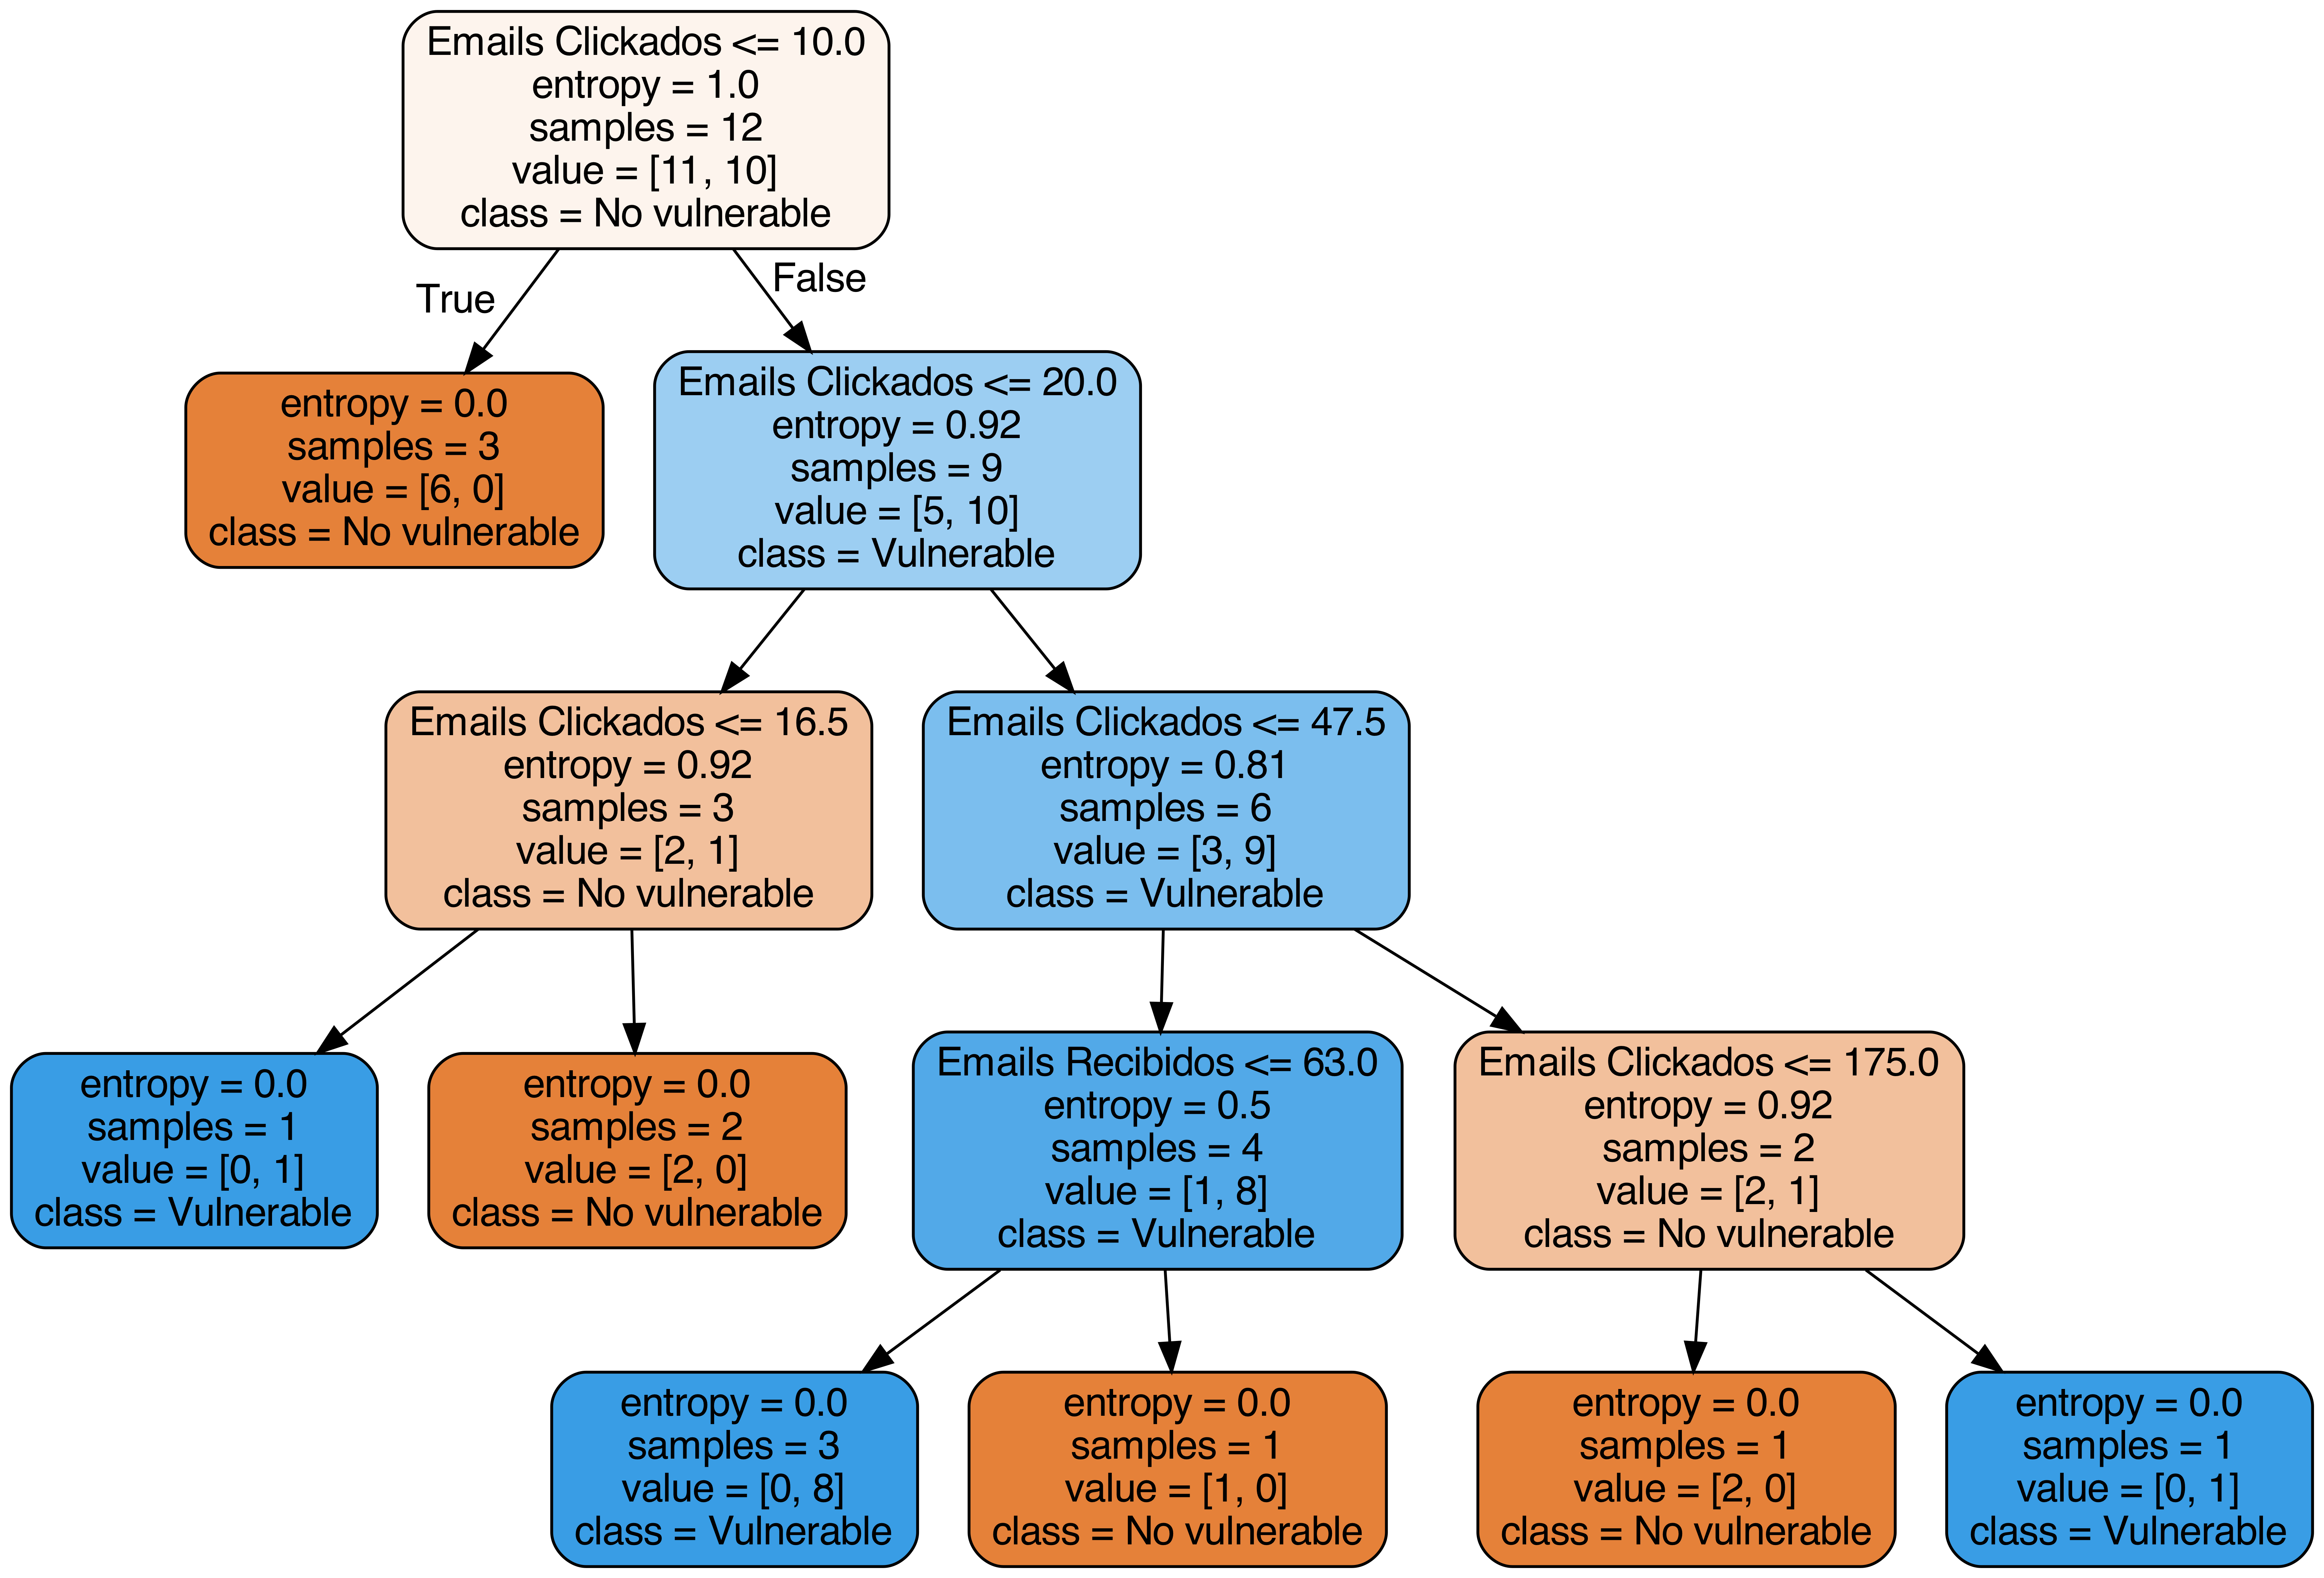 Emails Clickados <= 10.0
entropy = 1.0
samples = 12
value = [11, 10]
class = No vulnerable
True
False
entropy = 0.0
samples = 3
value = [6, 0]
class = No vulnerable
Emails Clickados <= 20.0
entropy = 0.92
samples = 9
value = [5, 10]
class = Vulnerable
Emails Clickados <= 16.5
entropy = 0.92
samples = 3
value = [2, 1]
class = No vulnerable
Emails Clickados <= 47.5
entropy = 0.81
samples = 6
value = [3, 9]
class = Vulnerable
entropy = 0.0
samples = 1
value = [0, 1]
class = Vulnerable
entropy = 0.0
samples = 2
value = [2, 0]
class = No vulnerable
Emails Recibidos <= 63.0
entropy = 0.5
samples = 4
value = [1, 8]
class = Vulnerable
Emails Clickados <= 175.0
entropy = 0.92
samples = 2
value = [2, 1]
class = No vulnerable
entropy = 0.0
samples = 3
value = [0, 8]
class = Vulnerable
entropy = 0.0
samples = 1
value = [1, 0]
class = No vulnerable
entropy = 0.0
samples = 1
value = [2, 0]
class = No vulnerable
entropy = 0.0
samples = 1
value = [0, 1]
class = Vulnerable